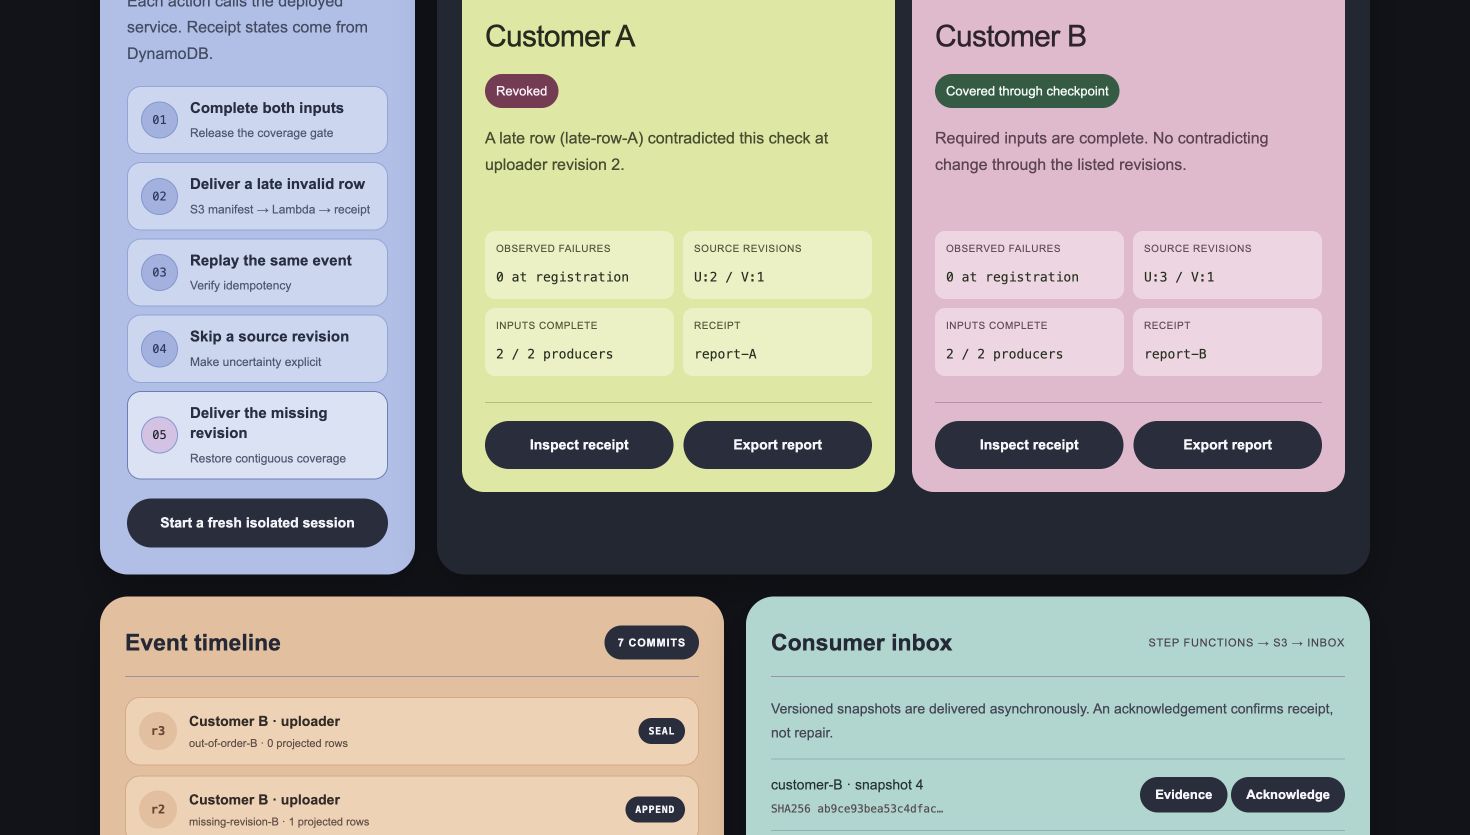 Each action calls the deployed
service. Receipt states come from
DynamoDB.
01
Complete both inputs
Release the coverage gate
02
Deliver a late invalid row
S3 manifest → Lambda → receipt
03
Replay the same event
Verify idempotency
04
Skip a source revision
Make uncertainty explicit
05
Deliver the missing
revision
Restore contiguous coverage
Start a fresh isolated session
Customer A
Revoked
A late row (late-row-A) contradicted this check at
uploader revision 2.
OBSERVED FAILURES
0 at registration
SOURCE REVISIONS
U:2 / V:1
INPUTS COMPLETE
2 / 2 producers
RECEIPT
report-A
Inspect receipt
Export report
Customer B
Covered through checkpoint
Required inputs are complete. No contradicting
change through the listed revisions.
OBSERVED FAILURES
0 at registration
SOURCE REVISIONS
U:3 / V:1
INPUTS COMPLETE
2 / 2 producers
RECEIPT
report-B
Inspect receipt
Export report
Event timeline
7 COMMITS
r3
Customer B · uploader
out-of-order-B · 0 projected rows
SEAL
r2
Customer B · uploader
missing-revision-B · 1 projected rows
APPEND
Consumer inbox
STEP FUNCTIONS → S3 → INBOX
Versioned snapshots are delivered asynchronously. An acknowledgement confirms receipt,
not repair.
customer-B · snapshot 4
SHA256 ab9ce93bea53c4dfac…
Evidence
Acknowledge